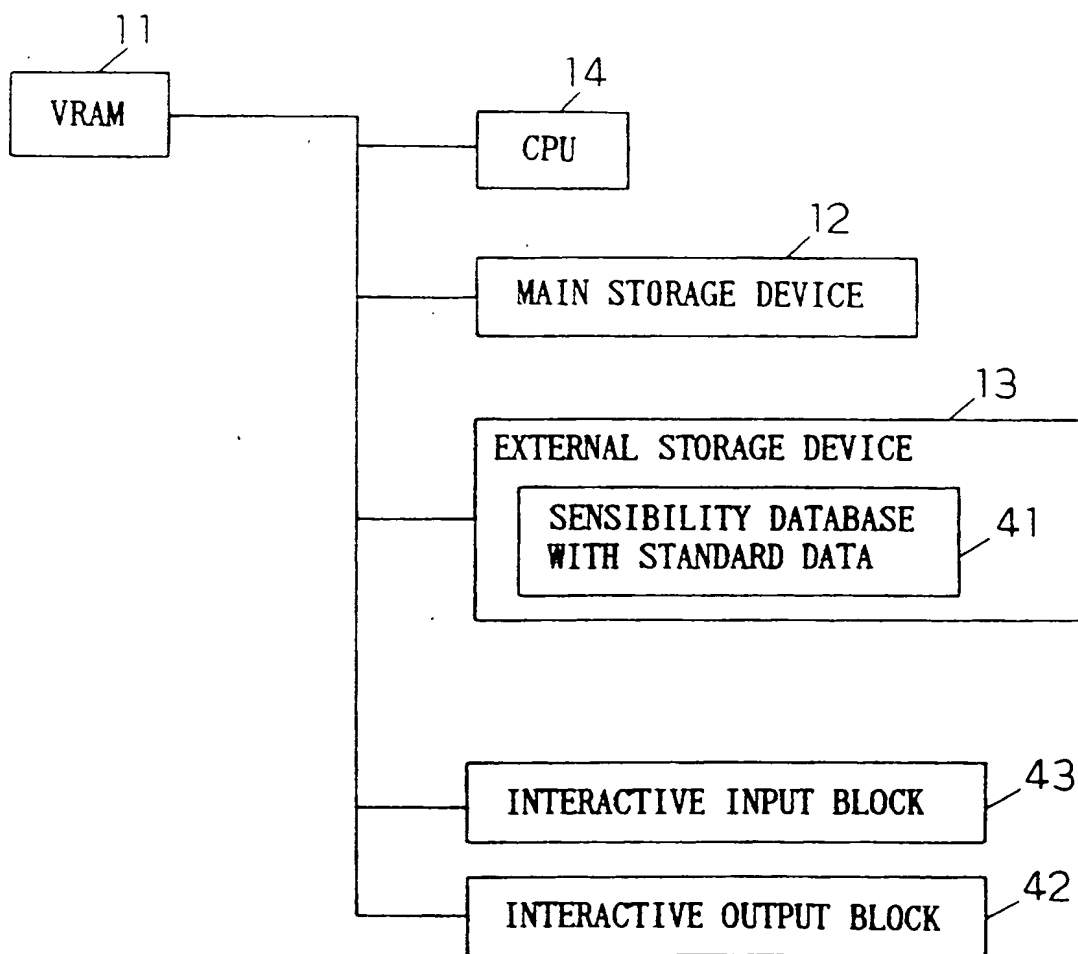 11
VRAM
14
CPU
12
MAIN STORAGE DEVICE
13
EXTERNAL STORAGE DEVICE
SENSIBILITY DATABASE
WITH STANDARD DATA
41
INTERACTIVE INPUT BLOCK
43
INTERACTIVE OUTPUT BLOCK
42